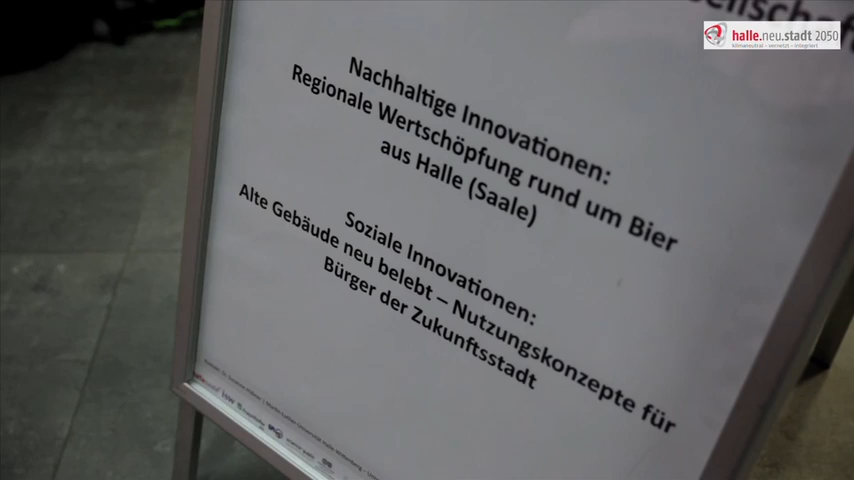 halle.neu.stadt 2050
klimaneutral – vernetzt – integriert
Nachhaltige Innovationen:
Regionale Wertschöpfung rund um Bier
aus Halle (Saale)
Soziale Innovationen:
Alte Gebäude neu belebt – Nutzungskonzepte für
Bürger der Zukunftsstadt